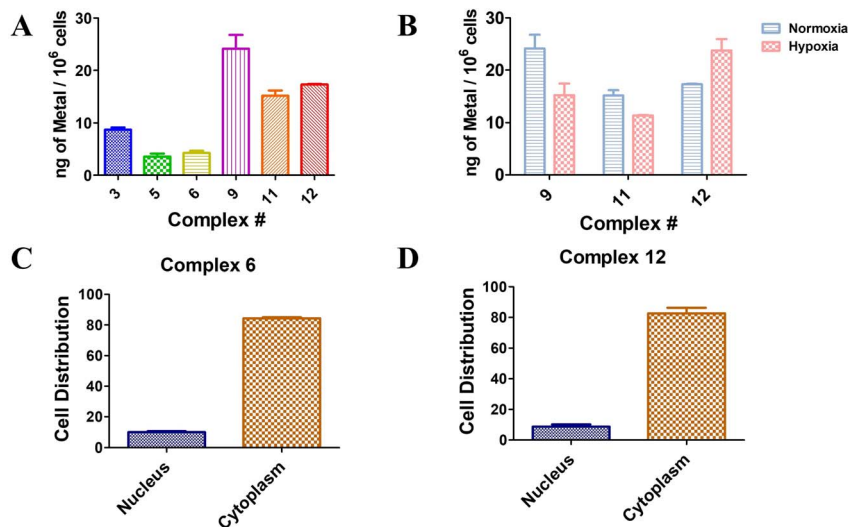 A
ng of Metal / 10⁶ cells
30
20
10
0
3
5
6
9
11
12
Complex #
B
ng of Metal / 10⁶ cells
30
20
10
0
9
11
12
Complex #
Normoxia
Hypoxia
C
Complex 6
Cell Distribution
100
80
60
40
20
0
Nucleus
Cytoplasm
D
Complex 12
Cell Distribution
100
80
60
40
20
0
Nucleus
Cytoplasm